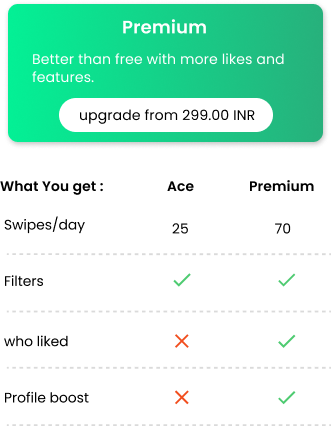 Premium
Better than free with more likes and
features.
upgrade from 299.00 INR
What You get : Ace Premium
Swipes/day 25 70
Filters
who liked
Profile boost